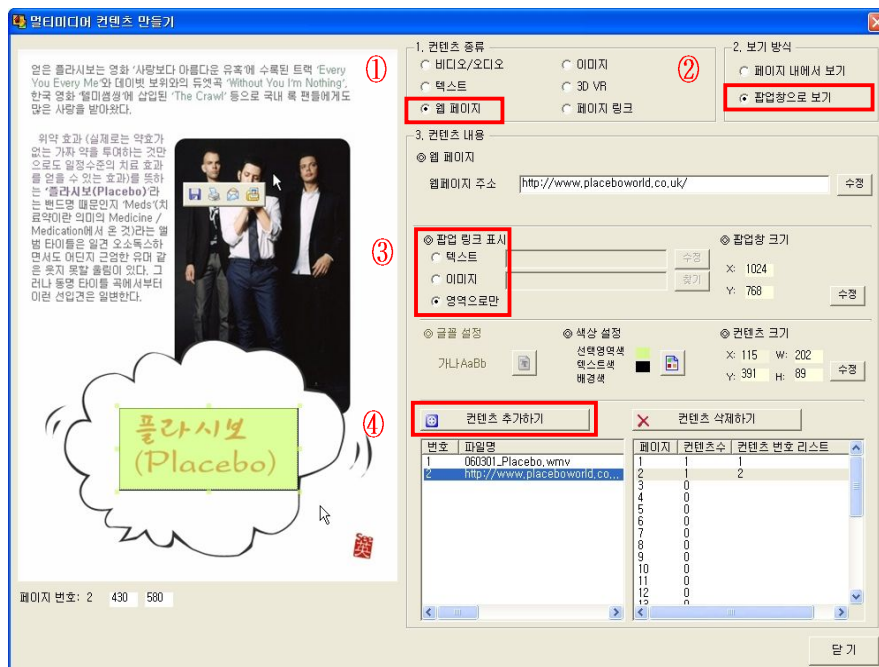 멀티미디어 컨텐츠 만들기
얻은 플라시보는 영화 '사랑보다 아름다운 유혹'에 수록된 트랙 'Every
You Every Me'와 데이빗 보위와의 듀엣곡 'Without You I'm Nothing',
한국 영화 '텔미썸씽'에 삽입된 'The Crawl' 등으로 국내 록 팬들에게도
많은 사랑을 받아왔다.
위약 효과 (실제로는 약효가
없는 가짜 약을 투여하는 것만
으로도 일정수준의 치료 효과
를 얻을 수 있는 효과)를 뜻하
는 '플라시보(Placebo)'라
는 밴드명 때문인지 'Meds'(치
료약이란 의미의 Medicine /
Medication에서 온 것)라는 앨
범 타이틀은 일견 오소독스하
면서도 어딘지 근엄한 유머 같
은 웃지 못할 울림이 있다. 그
러나 동명 타이틀 곡에서부터
이런 선입견은 일변한다.
플라시보
(Placebo)
See
英
페이지 번호: 2 430 580
①
1. 컨텐츠 종류
비디오/오디오
이미지
텍스트
3D VR
웹 페이지
페이지 링크
②
2. 보기 방식
페이지 내에서 보기
팝업창으로 보기
3. 컨텐츠 내용
웹 페이지
웹페이지 주소 http://www.placeboworld.co.uk/ 수정
③
팝업 링크 표시
텍스트 수정
이미지 찾기
영역으로만
팝업창 크기
X: 1024
Y: 768 수정
글꼴 설정
가나AaBb
색상 설정
선택영역색
텍스트색
배경색
컨텐츠 크기
X: 115 W: 202
Y: 391 H: 89 수정
④
컨텐츠 추가하기
컨텐츠 삭제하기
번호 파일명
1 060301_Placebo.wmv
2 http://www.placeboworld.co...
페이지 컨텐츠수 컨텐츠 번호 리스트
1 1 1
2 1 2
3 0
4 0
5 0
6 0
7 0
8 0
9 0
10 0
11 0
12 0
13 0
닫기